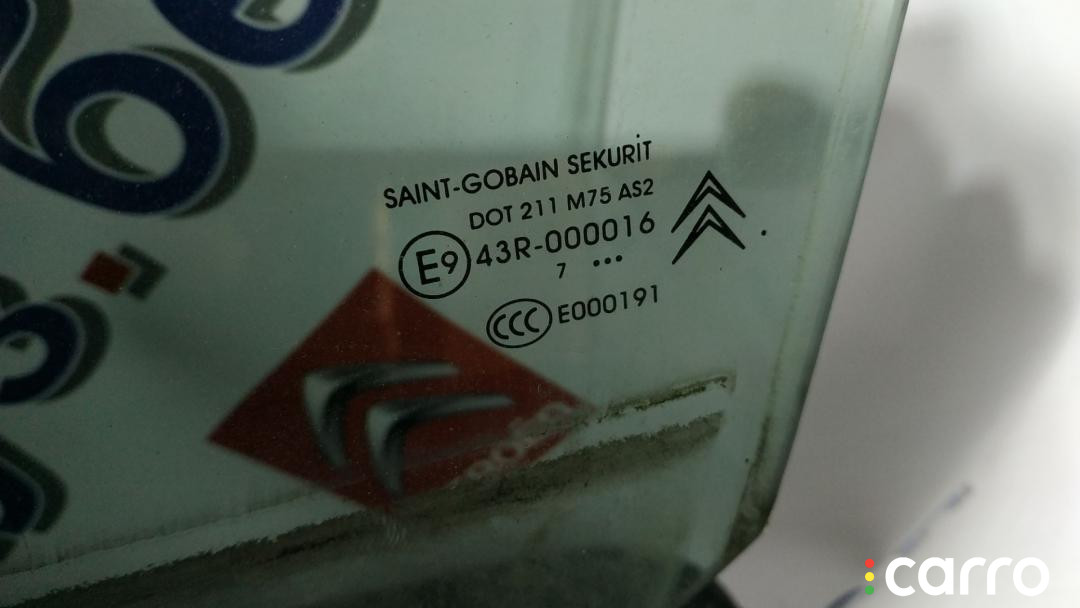 SAINT-GOBAIN SEKURIT
DOT 211 M75 AS2
E9 43R-000016
7 •••
CCC E000191
carro